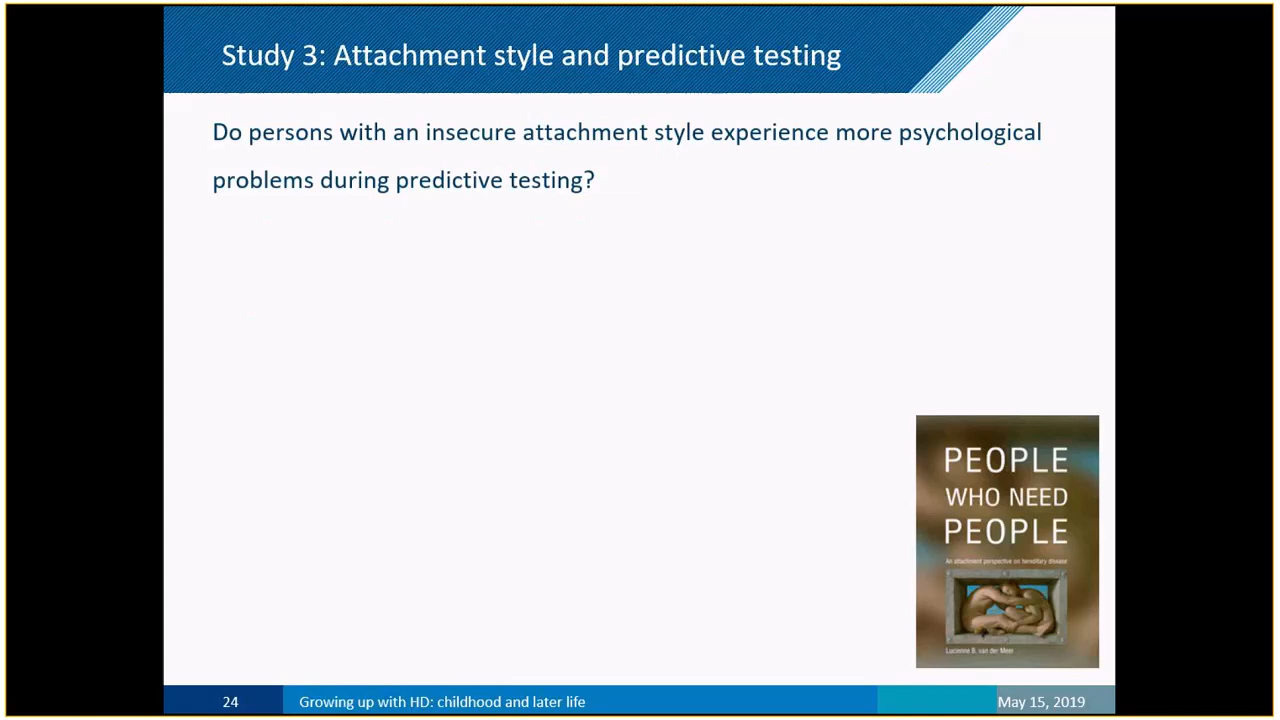 Study 3: Attachment style and predictive testing
Do persons with an insecure attachment style experience more psychological
problems during predictive testing?
PEOPLE
WHO NEED
PEOPLE
An attachment perspective on hereditary disease
Lucienne B. van der Meer
24
Growing up with HD: childhood and later life
May 15, 2019